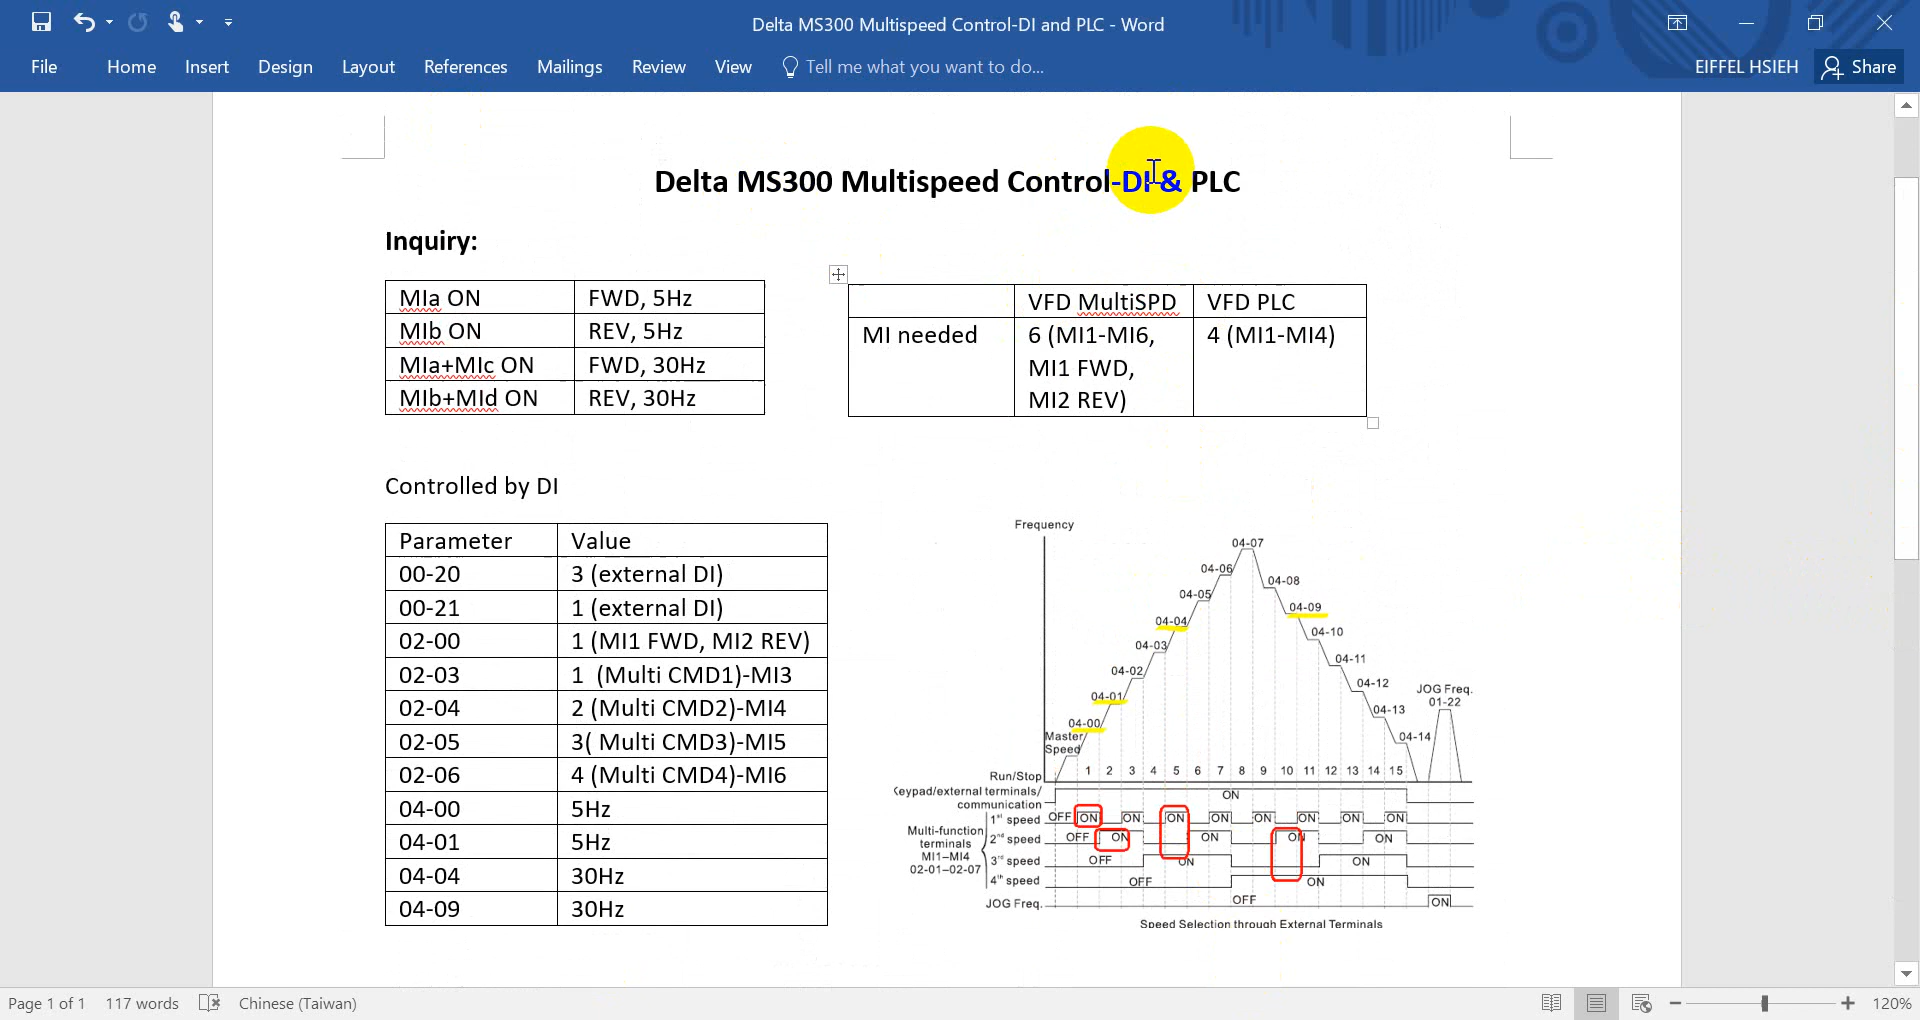 Delta MS300 Multispeed Control-DI and PLC - Word
File Home Insert Design Layout References Mailings Review View Tell me what you want to do... EIFFEL HSIEH Share
Delta MS300 Multispeed Control-DI & PLC
Inquiry:
MIa ON FWD, 5Hz
MIb ON REV, 5Hz
MIa+MIc ON FWD, 30Hz
MIb+MId ON REV, 30Hz
VFD MultiSPD VFD PLC
MI needed 6 (MI1-MI6, 4 (MI1-MI4)
MI1 FWD,
MI2 REV)
Controlled by DI
Parameter Value
00-20 3 (external DI)
00-21 1 (external DI)
02-00 1 (MI1 FWD, MI2 REV)
02-03 1 (Multi CMD1)-MI3
02-04 2 (Multi CMD2)-MI4
02-05 3( Multi CMD3)-MI5
02-06 4 (Multi CMD4)-MI6
04-00 5Hz
04-01 5Hz
04-04 30Hz
04-09 30Hz
Frequency
04-07
04-06
04-08
04-05
04-09
04-04
04-10
04-03
04-11
04-02
04-12
04-01
JOG Freq.
01-22
04-13
04-00
04-14
Master
Speed
Run/Stop 1 2 3 4 5 6 7 8 9 10 11 12 13 14 15
Keypad/external terminals/
communication ON
1st speed OFF ON ON ON ON ON ON ON ON
2nd speed OFF ON ON ON ON
3rd speed OFF ON ON
4th speed OFF ON
Multi-function
terminals
MI1~MI4
02-01~02-07
JOG Freq. OFF ON
Speed Selection through External Terminals
Page 1 of 1 117 words Chinese (Taiwan) 120%